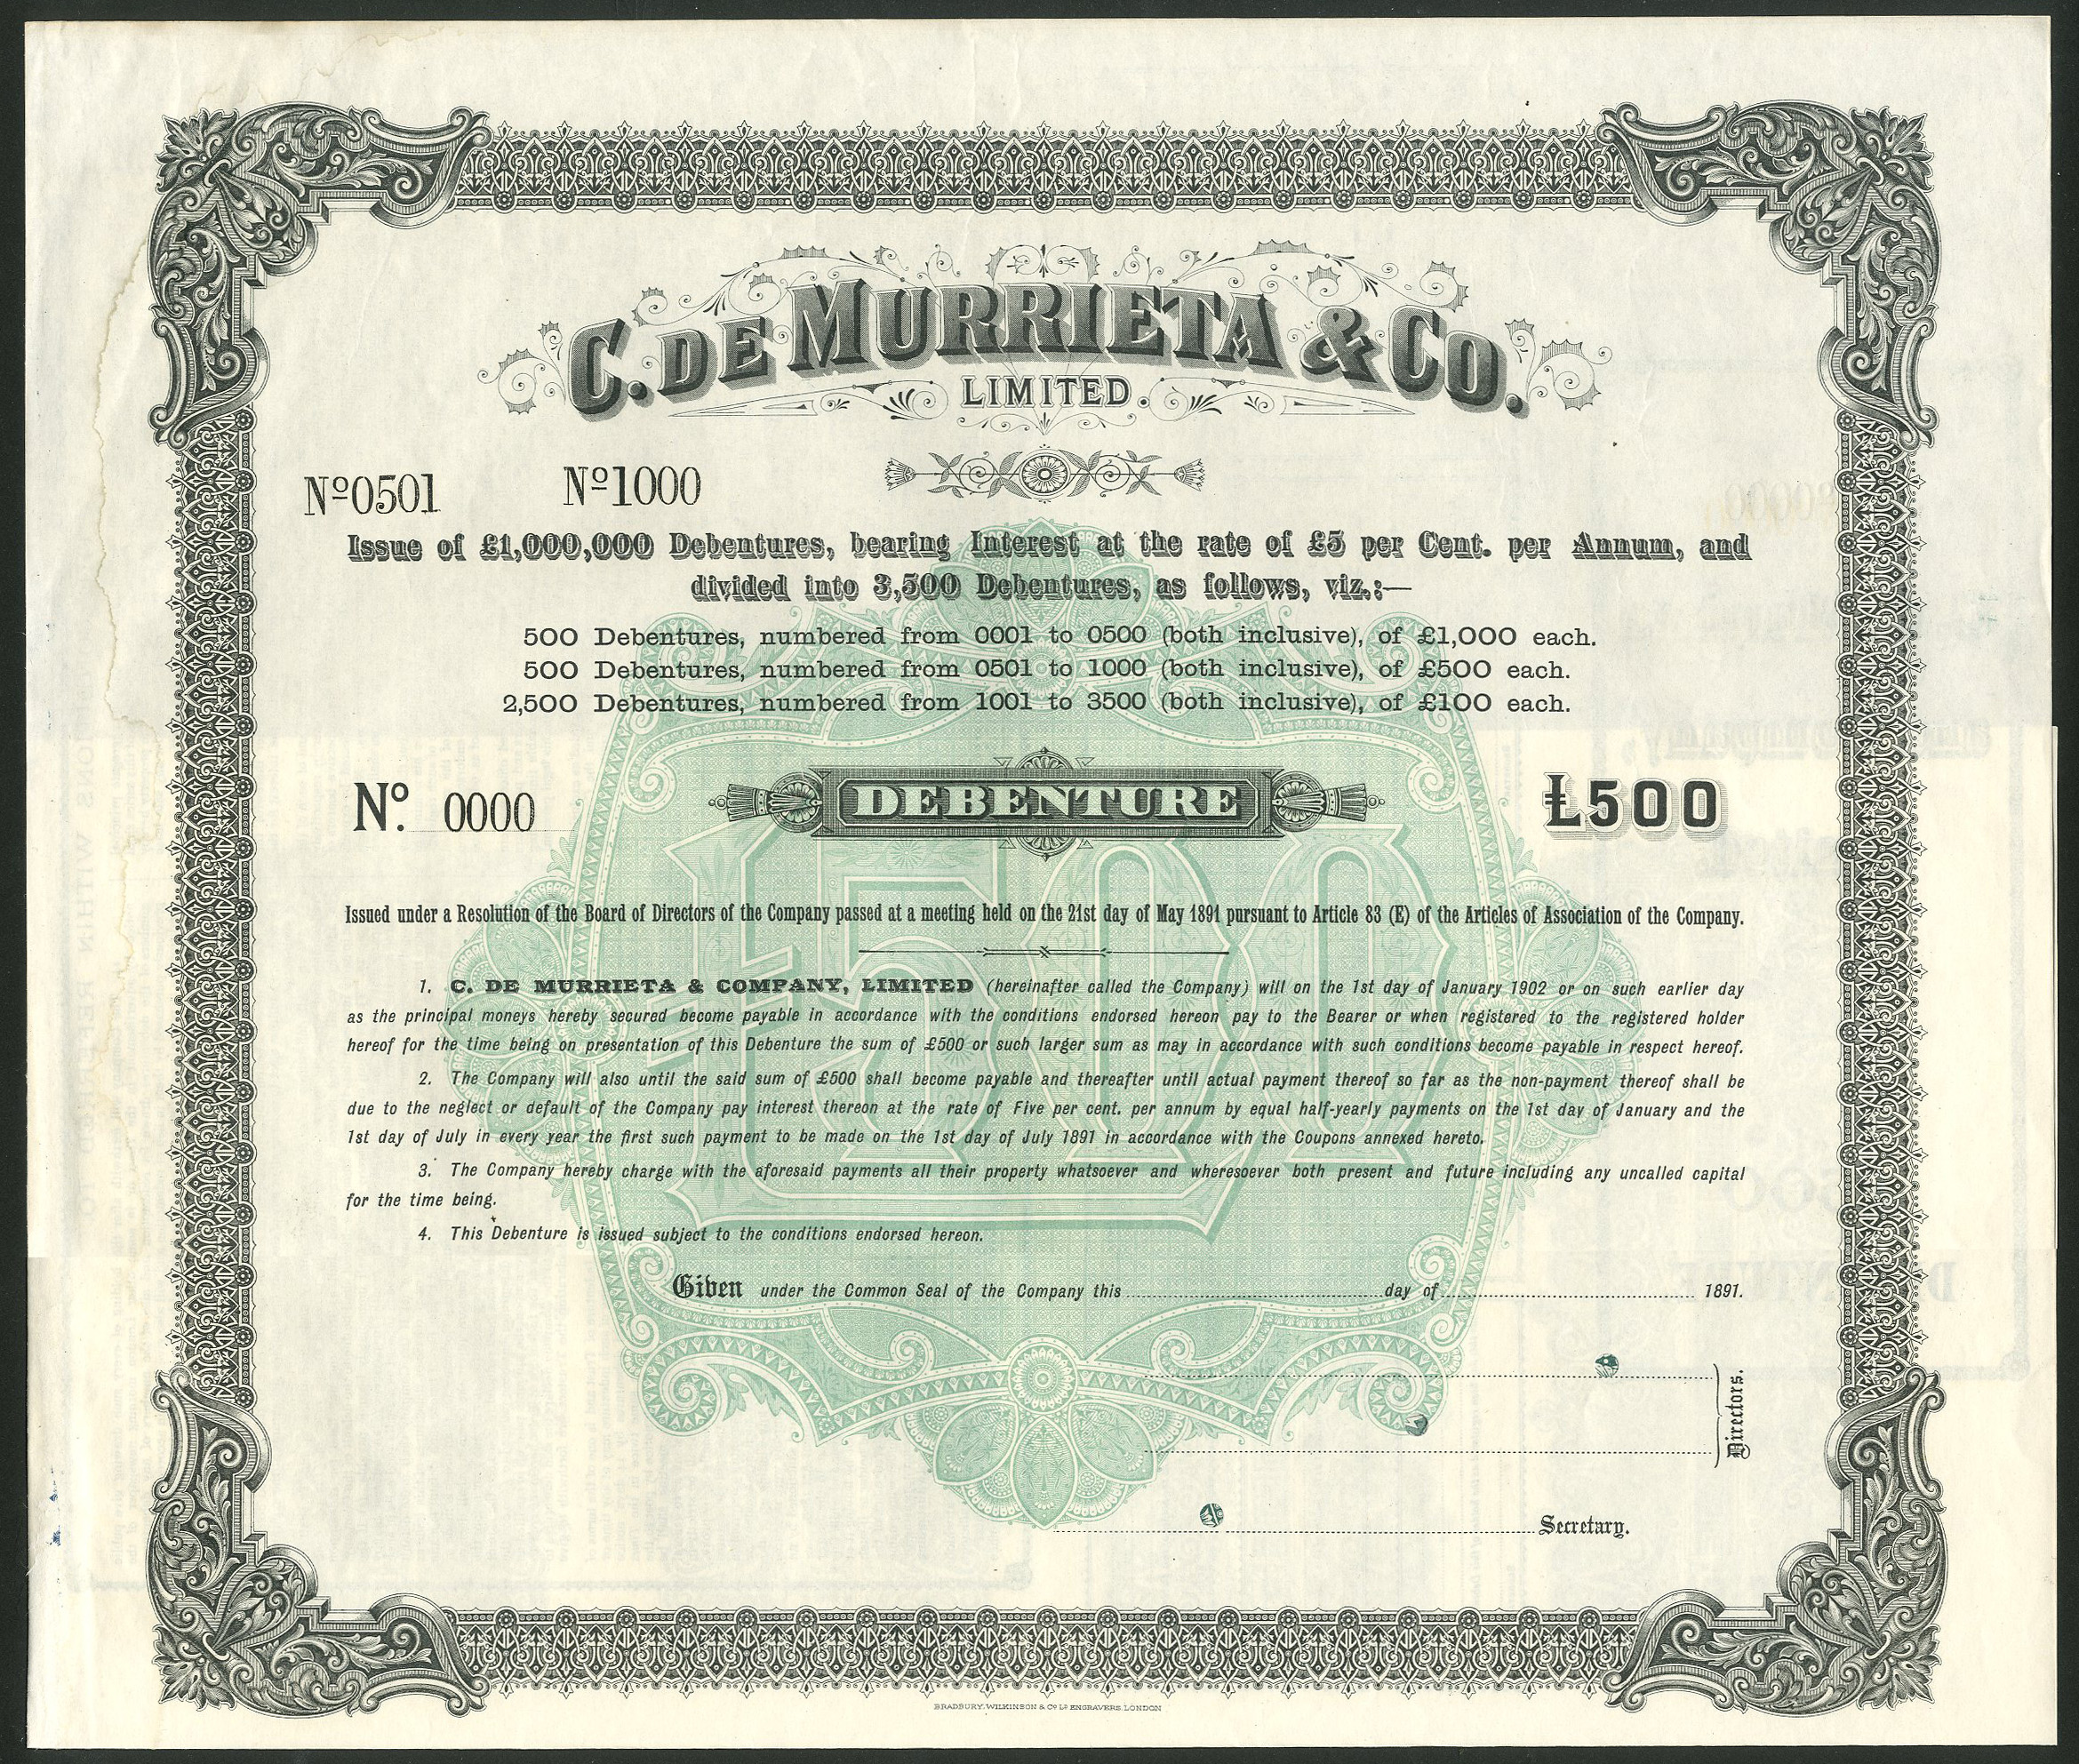 C. DE MURRIETA & CO.
LIMITED.
Nº0501 Nº1000
Issue of £1,000,000 Debentures, bearing Interest at the rate of £5 per Cent. per Annum, and
divided into 3,500 Debentures, as follows, viz.:—
500 Debentures, numbered from 0001 to 0500 (both inclusive), of £1,000 each.
500 Debentures, numbered from 0501 to 1000 (both inclusive), of £500 each.
2,500 Debentures, numbered from 1001 to 3500 (both inclusive), of £100 each.
Nº. 0000 DEBENTURE £500
£500
Issued under a Resolution of the Board of Directors of the Company passed at a meeting held on the 21st day of May 1891 pursuant to Article 83 (E) of the Articles of Association of the Company.
1. C. DE MURRIETA & COMPANY, LIMITED (hereinafter called the Company) will on the 1st day of January 1902 or on such earlier day
as the principal moneys hereby secured become payable in accordance with the conditions endorsed hereon pay to the Bearer or when registered to the registered holder
hereof for the time being on presentation of this Debenture the sum of £500 or such larger sum as may in accordance with such conditions become payable in respect hereof.
2. The Company will also until the said sum of £500 shall become payable and thereafter until actual payment thereof so far as the non-payment thereof shall be
due to the neglect or default of the Company pay interest thereon at the rate of Five per cent. per annum by equal half-yearly payments on the 1st day of January and the
1st day of July in every year the first such payment to be made on the 1st day of July 1891 in accordance with the Coupons annexed hereto.
3. The Company hereby charge with the aforesaid payments all their property whatsoever and wheresoever both present and future including any uncalled capital
for the time being.
4. This Debenture is issued subject to the conditions endorsed hereon.
Given under the Common Seal of the Company this day of 1891.
Directors.
Secretary.
BRADBURY, WILKINSON & Cº Lᴰ ENGRAVERS, LONDON